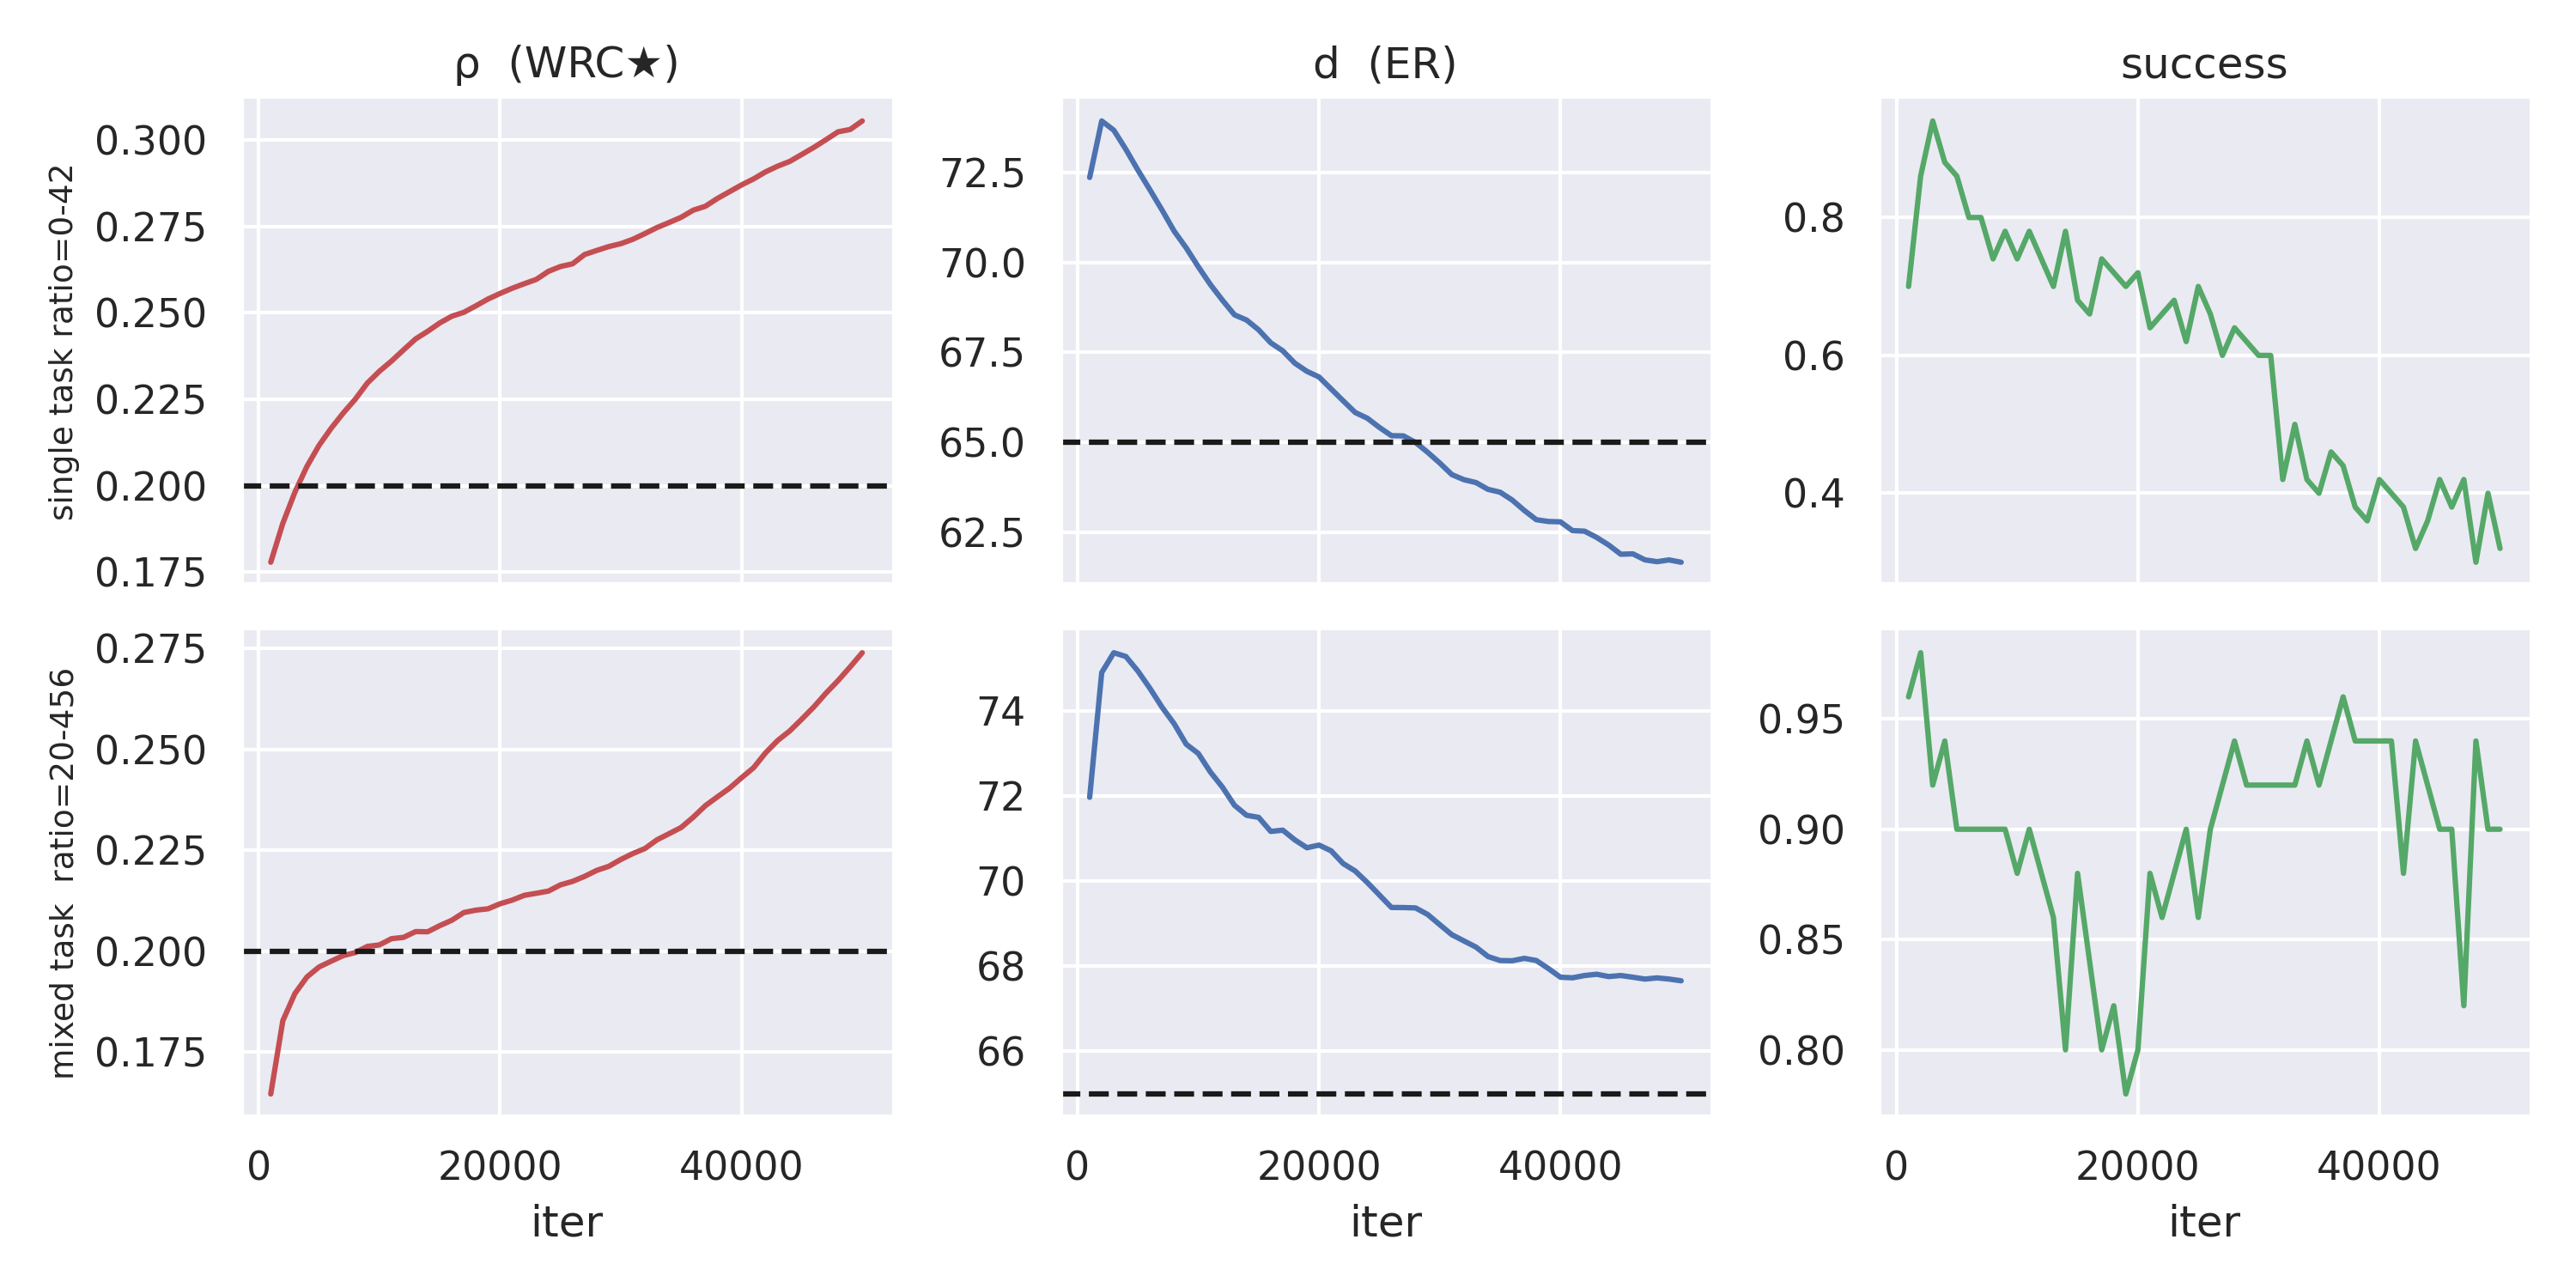 ρ (WRC★)
d (ER)
success
single task ratio=0-42
0.300
0.275
0.250
0.225
0.200
0.175
72.5
70.0
67.5
65.0
62.5
0.8
0.6
0.4
mixed task ratio=20-456
0.275
0.250
0.225
0.200
0.175
74
72
70
68
66
0.95
0.90
0.85
0.80
0 20000 40000
0 20000 40000
0 20000 40000
iter
iter
iter